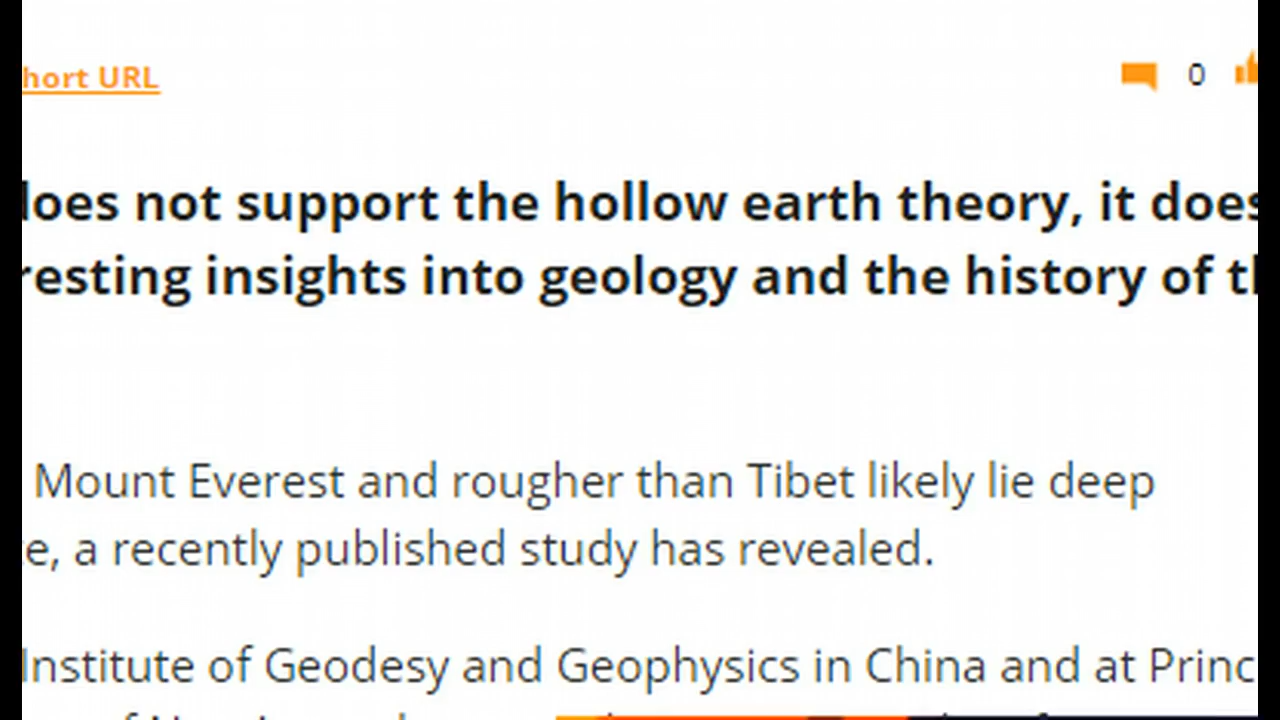 hort URL
0
does not support the hollow earth theory, it does
resting insights into geology and the history of th
Mount Everest and rougher than Tibet likely lie deep
e, a recently published study has revealed.
Institute of Geodesy and Geophysics in China and at Princ